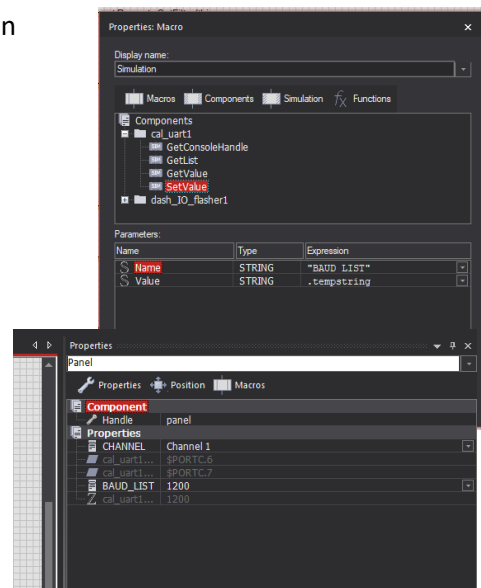 n
Properties: Macro
Display name:
Simulation
Macros Components Simulation fx Functions
Components
cal_uart1
GetConsoleHandle
GetList
GetValue
SetValue
dash_IO_flasher1
Parameters:
Name Type Expression
Name STRING "BAUD LIST"
Value STRING .tempstring
Properties
Panel
Properties Position Macros
Component
Handle panel
Properties
CHANNEL Channel 1
cal_uart1... $PORTC.6
cal_uart1... $PORTC.7
BAUD_LIST 1200
cal_uart1... 1200